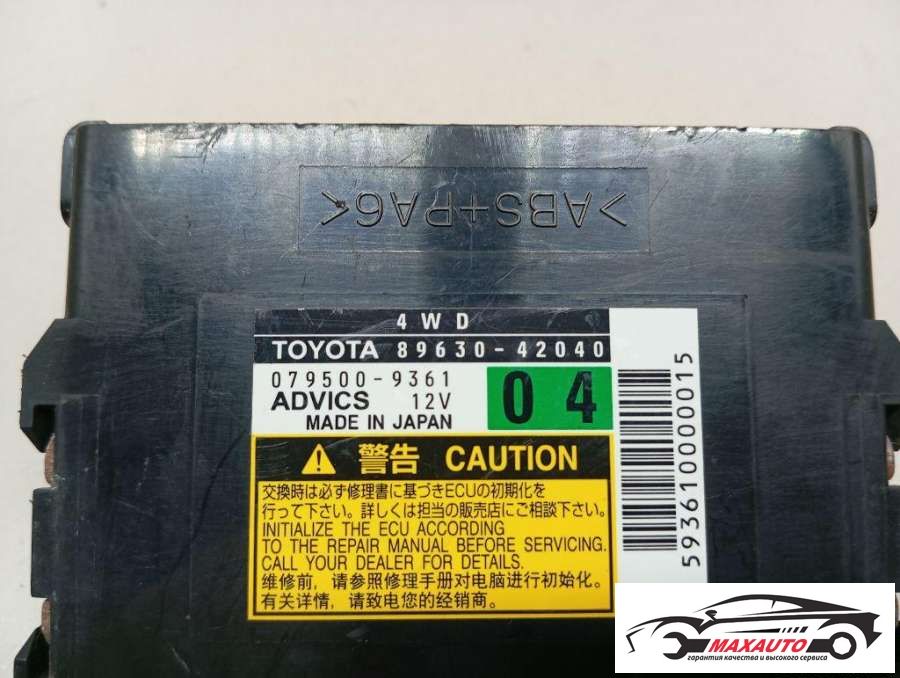 >ABS+PA6<
4WD
TOYOTA 89630-42040
079500-9361
ADVICS 12V
MADE IN JAPAN
04
5936100000015
警告 CAUTION
交換時は必ず修理書に基づきECUの初期化を
行って下さい。詳しくは担当の販売店にご相談下さい。
INITIALIZE THE ECU ACCORDING
TO THE REPAIR MANUAL BEFORE SERVICING.
CALL YOUR DEALER FOR DETAILS.
维修前，请参照修理手册对电脑进行初始化。
有关详情，请致电您的经销商。
MAXAUTO
гарантия качества и высокого сервиса